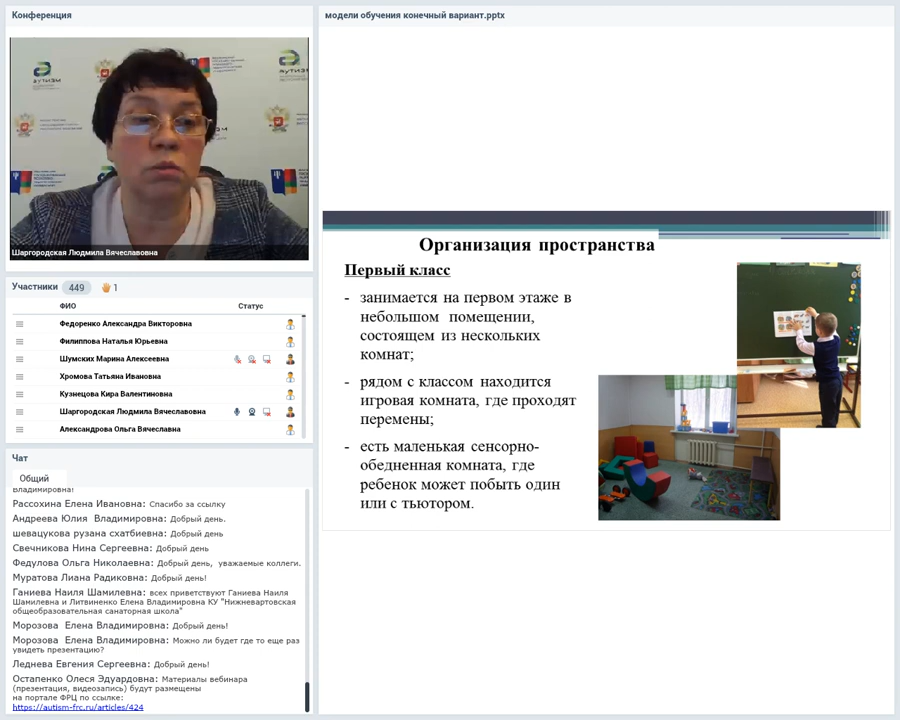 Конференция
модели обучения конечный вариант.pptx
аутизм
Шаргородская Людмила Вячеславовна
Участники 449 1
ФИО Статус
Федоренко Александра Викторовна
Филиппова Наталья Юрьевна
Шумских Марина Алексеевна
Хромова Татьяна Ивановна
Кузнецова Кира Валентиновна
Шаргородская Людмила Вячеславовна
Александрова Ольга Вячеславна
Чат
Общий
Владимировна!
Рассохина Елена Ивановна: Спасибо за ссылку
Андреева Юлия Владимировна: Добрый день.
шевацукова рузана схатбиевна: Добрый день
Свечникова Нина Сергеевна: Добрый день
Федулова Ольга Николаевна: Добрый день, уважаемые коллеги.
Муратова Лиана Радиковна: Добрый день!
Ганиева Наиля Шамилевна: всех приветствуют Ганиева Наиля
Шамилевна и Литвиненко Елена Владимировна КУ "Нижневартовская
общеобразовательная санаторная школа"
Морозова Елена Владимировна: Добрый день!
Морозова Елена Владимировна: Можно ли будет где то еще раз
увидеть презентацию?
Леднева Евгения Сергеевна: Добрый день!
Остапенко Олеся Эдуардовна: Материалы вебинара
(презентация, видеозапись) будут размещены
на портале ФРЦ по ссылке:
https://autism-frc.ru/articles/424
Организация пространства
Первый класс
- занимается на первом этаже в
небольшом помещении,
состоящем из нескольких
комнат;
- рядом с классом находится
игровая комната, где проходят
перемены;
- есть маленькая сенсорно-
обедненная комната, где
ребенок может побыть один
или с тьютором.